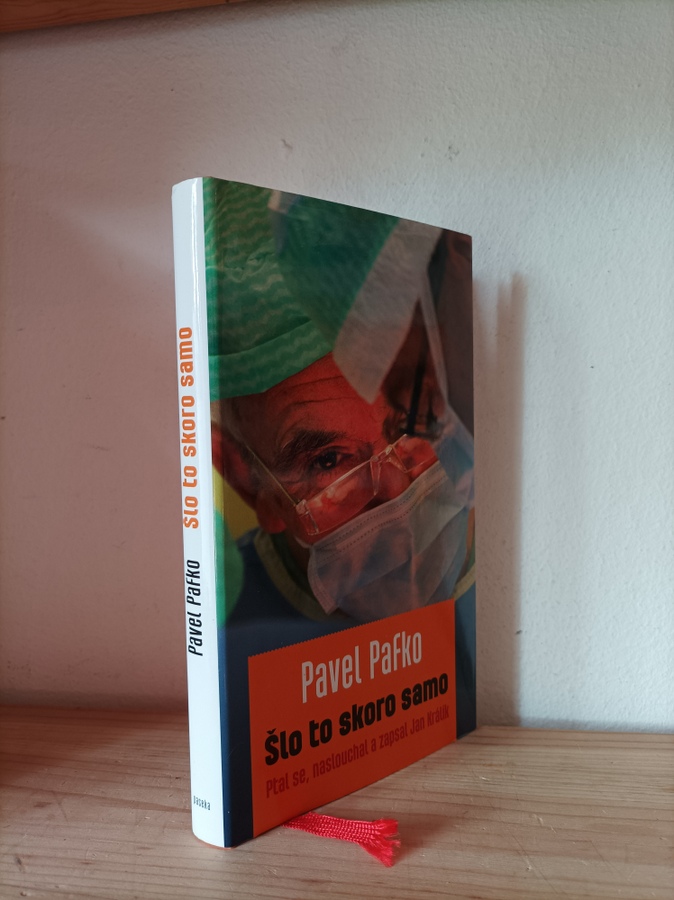 Pavel Pafko
Šlo to skoro samo
paseka
Pavel Pafko
Šlo to skoro samo
Ptal se, naslouchal a zapsal Jan Králík